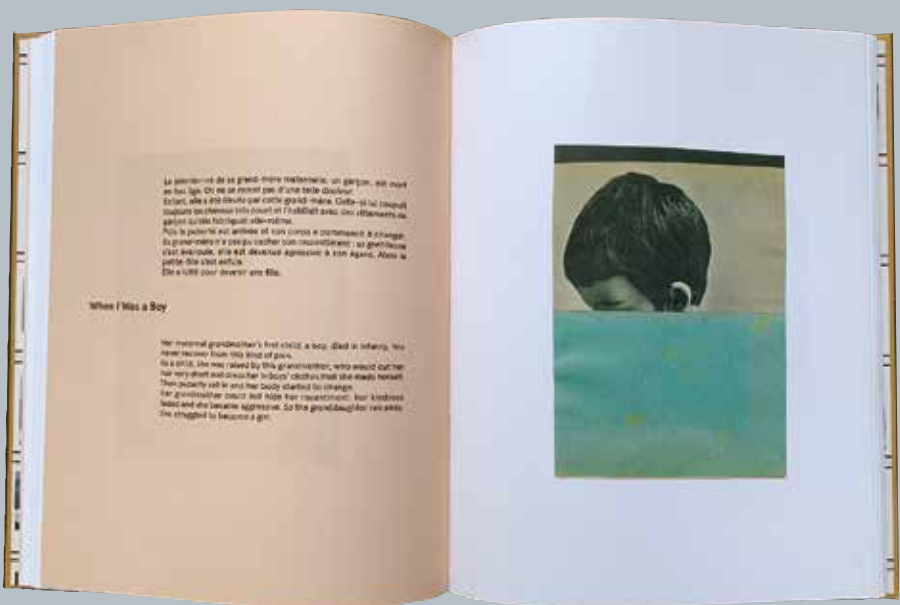 Le premier-né de sa grand-mère maternelle, un garçon, est mort
en bas âge. On ne se remet pas d'une telle douleur.
Enfant, elle a été élevée par cette grand-mère. Celle-ci lui coupait
toujours les cheveux très court et l'habillait avec des vêtements de
garçon qu'elle fabriquait elle-même.
Puis la puberté est arrivée et son corps a commencé à changer.
Sa grand-mère n'a pas pu cacher son ressentiment : sa gentillesse
s'est évanouie, elle est devenue agressive à son égard. Alors la
petite-fille s'est enfuie.
Elle a lutté pour devenir une fille.
When I Was a Boy
Her maternal grandmother's first child, a boy, died in infancy. You
never recover from this kind of pain.
As a child, she was raised by this grandmother, who would cut her
hair very short and dress her in boys' clothes that she made herself.
Then puberty set in and her body started to change.
Her grandmother could not hide her resentment: her kindness
faded and she became aggressive. So the granddaughter ran away.
She struggled to become a girl.